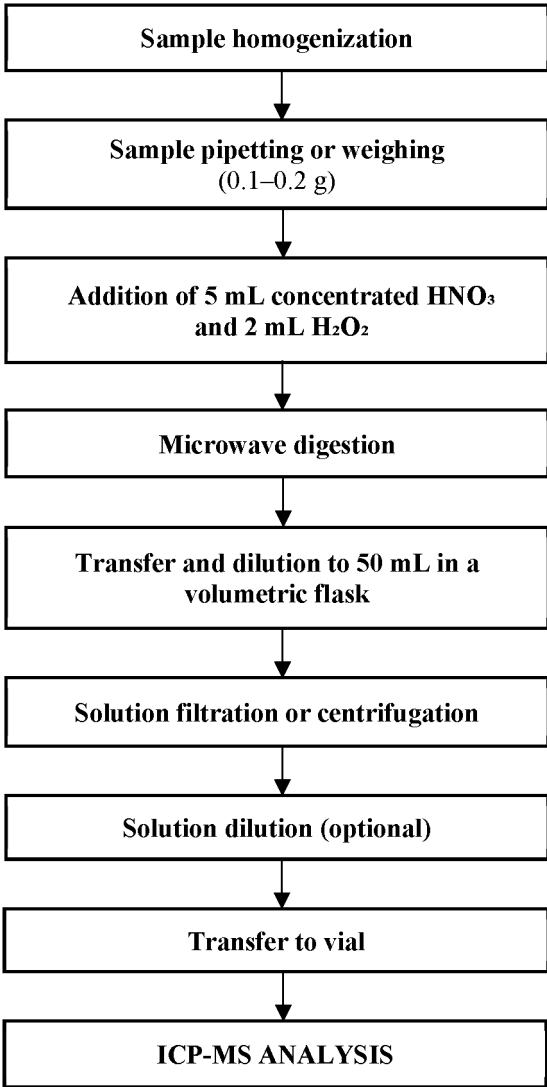 Sample homogenization
Sample pipetting or weighing
(0.1–0.2 g)
Addition of 5 mL concentrated HNO₃
and 2 mL H₂O₂
Microwave digestion
Transfer and dilution to 50 mL in a
volumetric flask
Solution filtration or centrifugation
Solution dilution (optional)
Transfer to vial
ICP-MS ANALYSIS